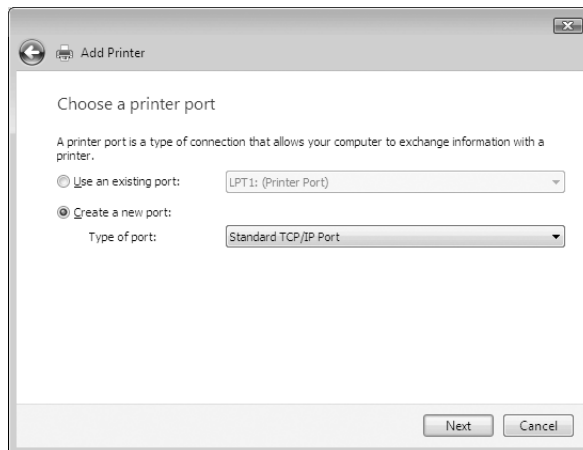 Add Printer
Choose a printer port
A printer port is a type of connection that allows your computer to exchange information with a
printer.
Use an existing port: LPT1: (Printer Port)
Create a new port:
Type of port: Standard TCP/IP Port
Next Cancel